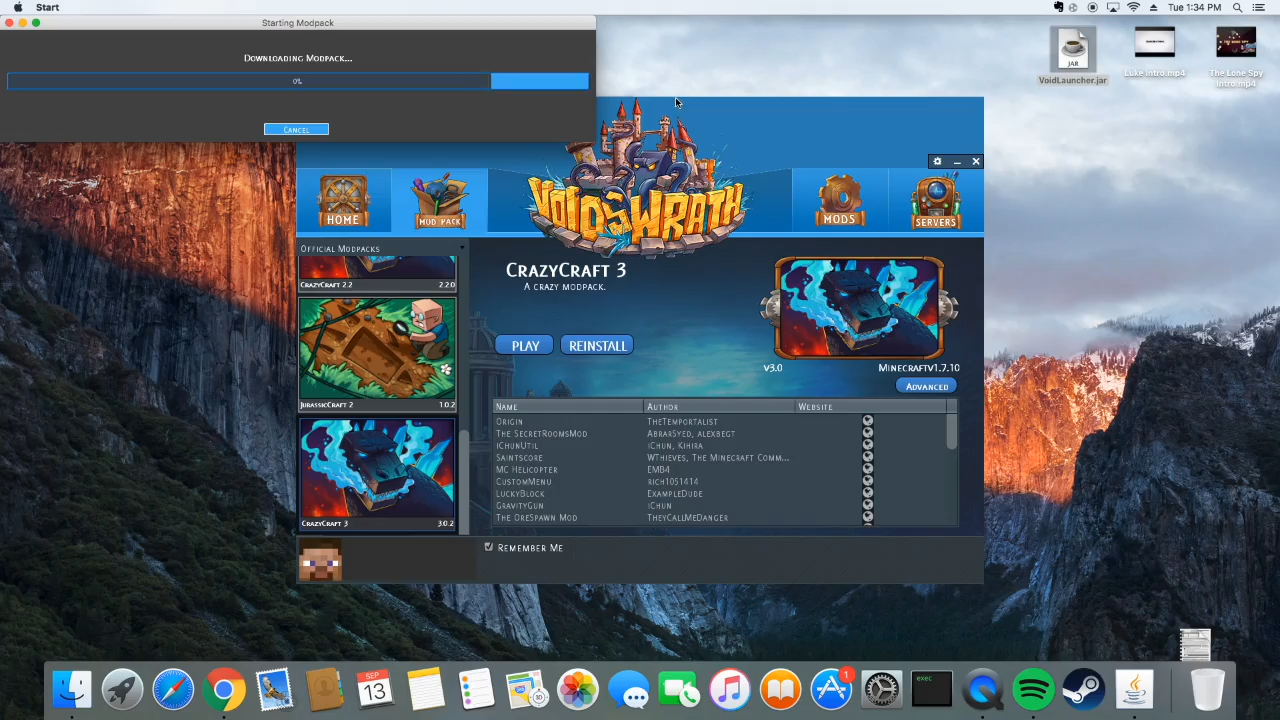 Start
Tue 1:34 PM
Starting Modpack
Downloading Modpack...
0%
Cancel
JAR
VoidLauncher.jar
Luke Intro.mp4
The Lone Spy
Intro.mp4
HOME
MOD PACK
VOIDSWRATH
MODS
SERVERS
Official Modpacks
CrazyCraft 2.2
2.2.0
JurassicCraft 2
1.0.2
CrazyCraft 3
3.0.2
CrazyCraft 3
A crazy modpack.
PLAY
REINSTALL
v3.0
Minecraftv1.7.10
Advanced
Name
Author
Website
Origin
TheTemportalist
The SecretRoomsMod
AbrarSyed, alexbegt
iChunUtil
iChun, Kihira
Saintscore
WThieves, The Minecraft Comm...
MC Helicopter
EMB4
CustomMenu
rich1051414
LuckyBlock
ExampleDude
GravityGun
iChun
The OreSpawn Mod
TheyCallMeDanger
Remember Me
SEP
13
exec
1